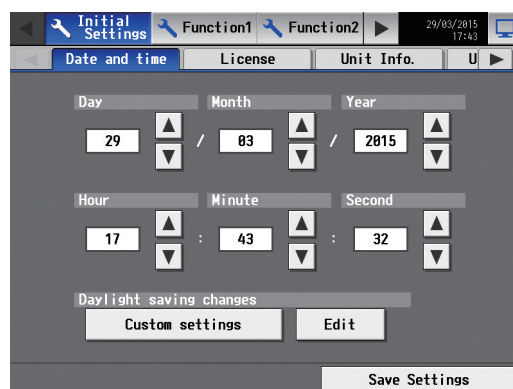 Initial Settings Function1 Function2 29/03/2015 17:43
Date and time License Unit Info. U
Day Month Year
29 / 03 / 2015
Hour Minute Second
17 : 43 : 32
Daylight saving changes
Custom settings Edit
Save Settings